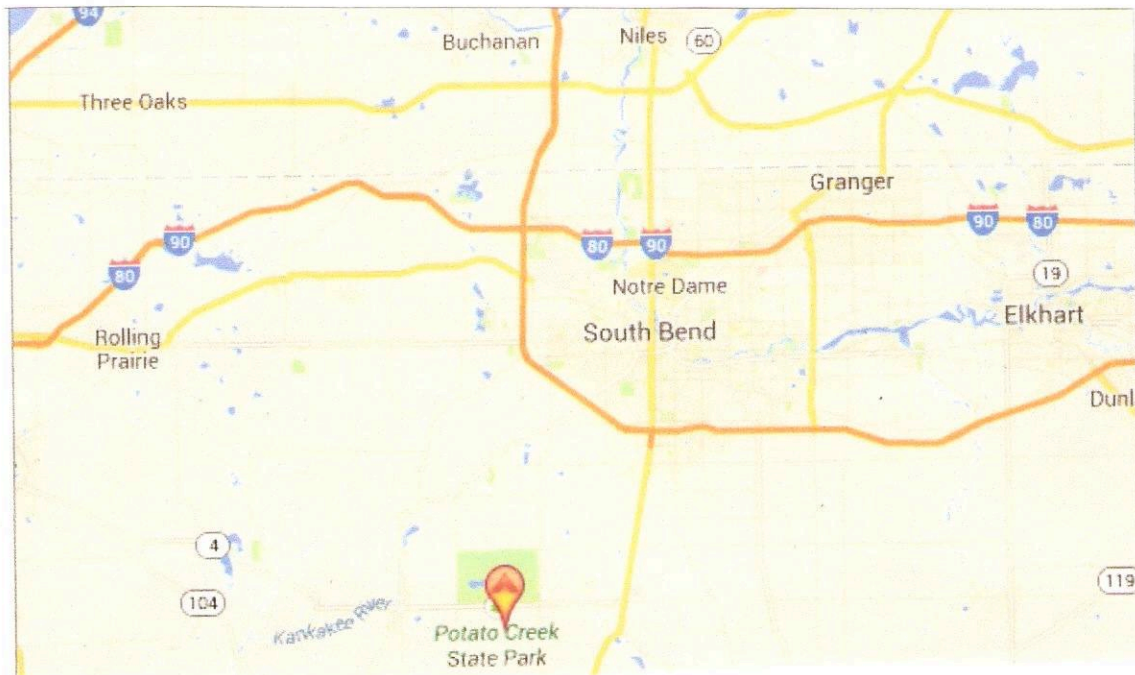 94
Buchanan
Niles
60
Three Oaks
Granger
90
80
80
90
90
80
19
Notre Dame
Elkhart
Rolling
Prairie
South Bend
Dunl
4
104
119
Kankakee River
Potato Creek
State Park